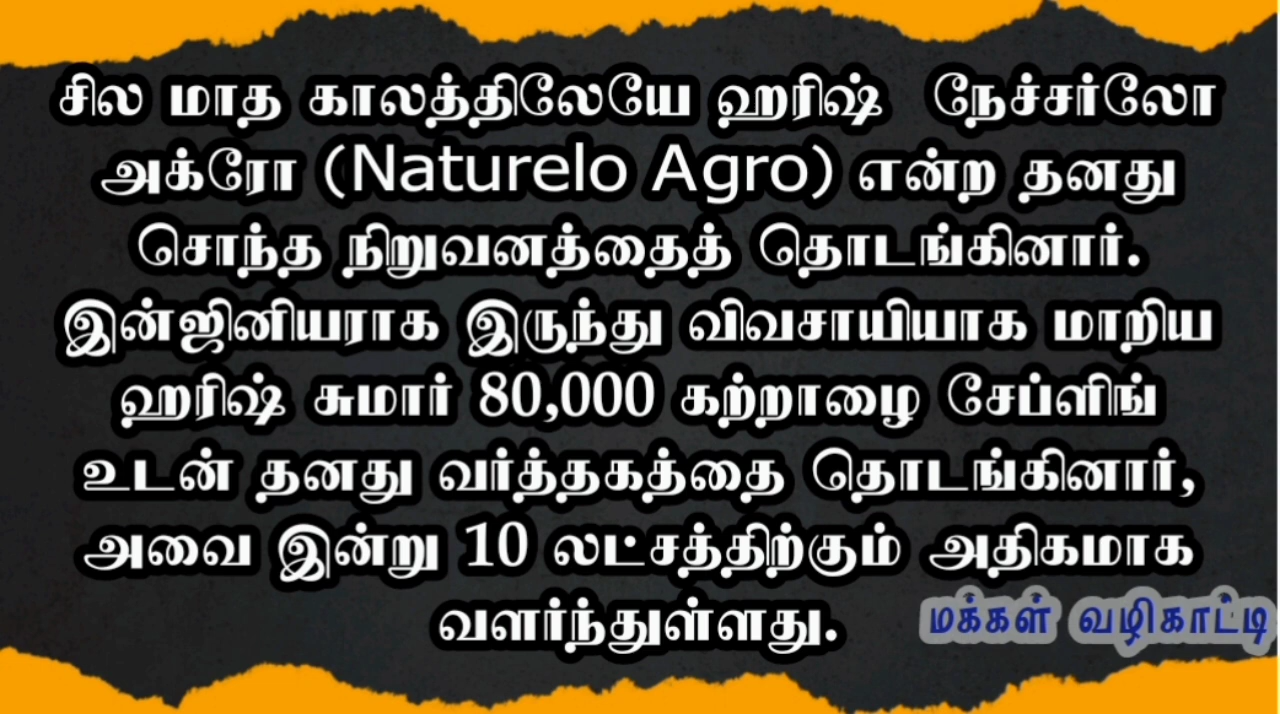 சில மாத காலத்திலேயே ஹரிஷ் நேச்சர்லோ
அக்ரோ (Naturelo Agro) என்ற தனது
சொந்த நிறுவனத்தைத் தொடங்கினார்.
இன்ஜினியராக இருந்து விவசாயியாக மாறிய
ஹரிஷ் சுமார் 80,000 கற்றாழை சேப்ளிங்
உடன் தனது வர்த்தகத்தை தொடங்கினார்,
அவை இன்று 10 லட்சத்திற்கும் அதிகமாக
வளர்ந்துள்ளது.
மக்கள் வழிகாட்டி